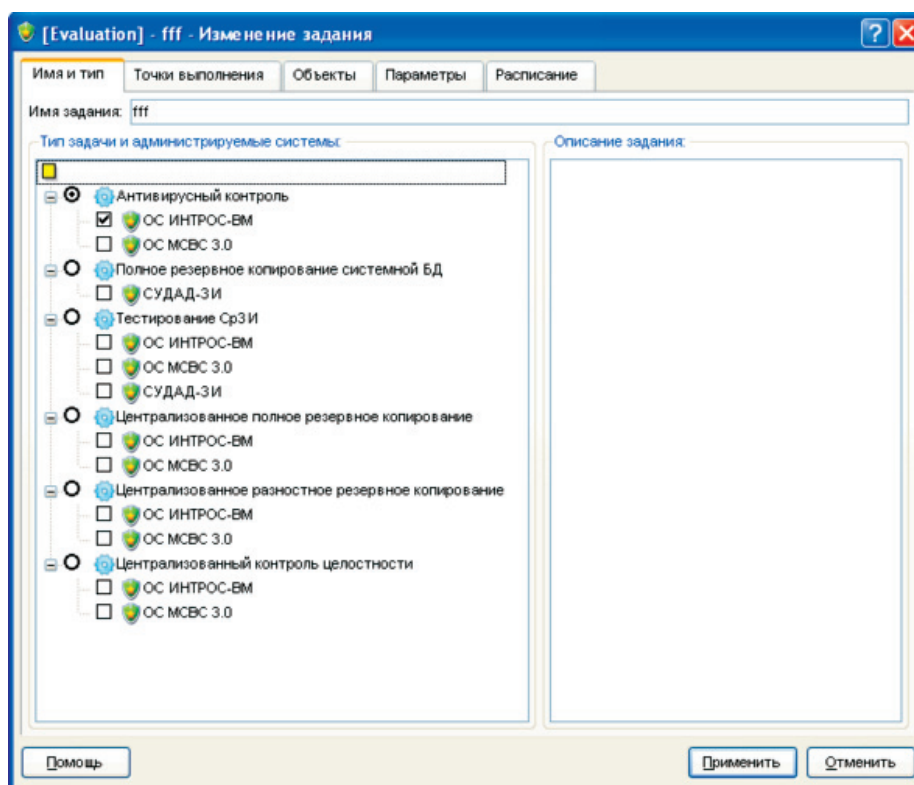 [Evaluation] - fff - Изменение задания
Имя и тип Точки выполнения Объекты Параметры Расписание
Имя задания: fff
Тип задачи и администрируемые системы:
Описание задания:
Антивирусный контроль
ОС ИНТРОС-ВМ
ОС МСВС 3.0
Полное резервное копирование системной БД
СУДАД-ЗИ
Тестирование СрЗИ
ОС ИНТРОС-ВМ
ОС МСВС 3.0
СУДАД-ЗИ
Централизованное полное резервное копирование
ОС ИНТРОС-ВМ
ОС МСВС 3.0
Централизованное разностное резервное копирование
ОС ИНТРОС-ВМ
ОС МСВС 3.0
Централизованный контроль целостности
ОС ИНТРОС-ВМ
ОС МСВС 3.0
Помощь Применить Отменить